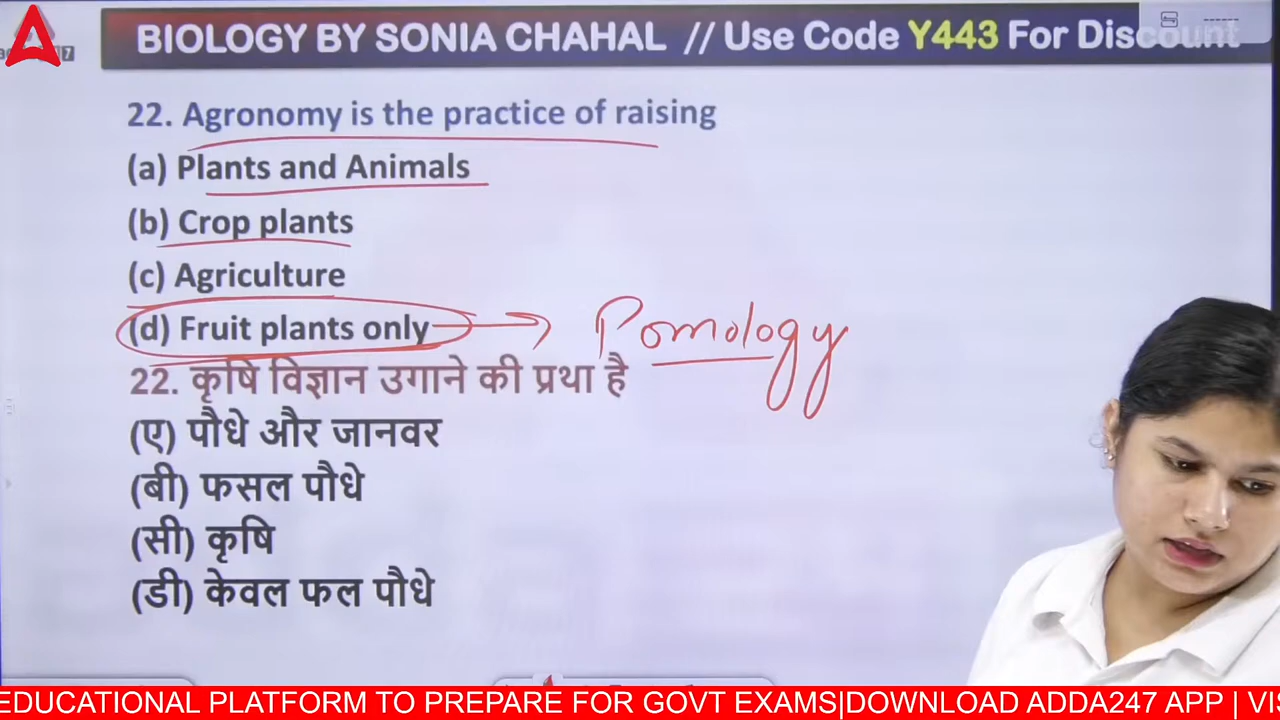 BIOLOGY BY SONIA CHAHAL // Use Code Y443 For Discount
22. Agronomy is the practice of raising
(a) Plants and Animals
(b) Crop plants
(c) Agriculture
(d) Fruit plants only
Pomology
22. कृषि विज्ञान उगाने की प्रथा है
(ए) पौधे और जानवर
(बी) फसल पौधे
(सी) कृषि
(डी) केवल फल पौधे
EDUCATIONAL PLATFORM TO PREPARE FOR GOVT EXAMS|DOWNLOAD ADDA247 APP |